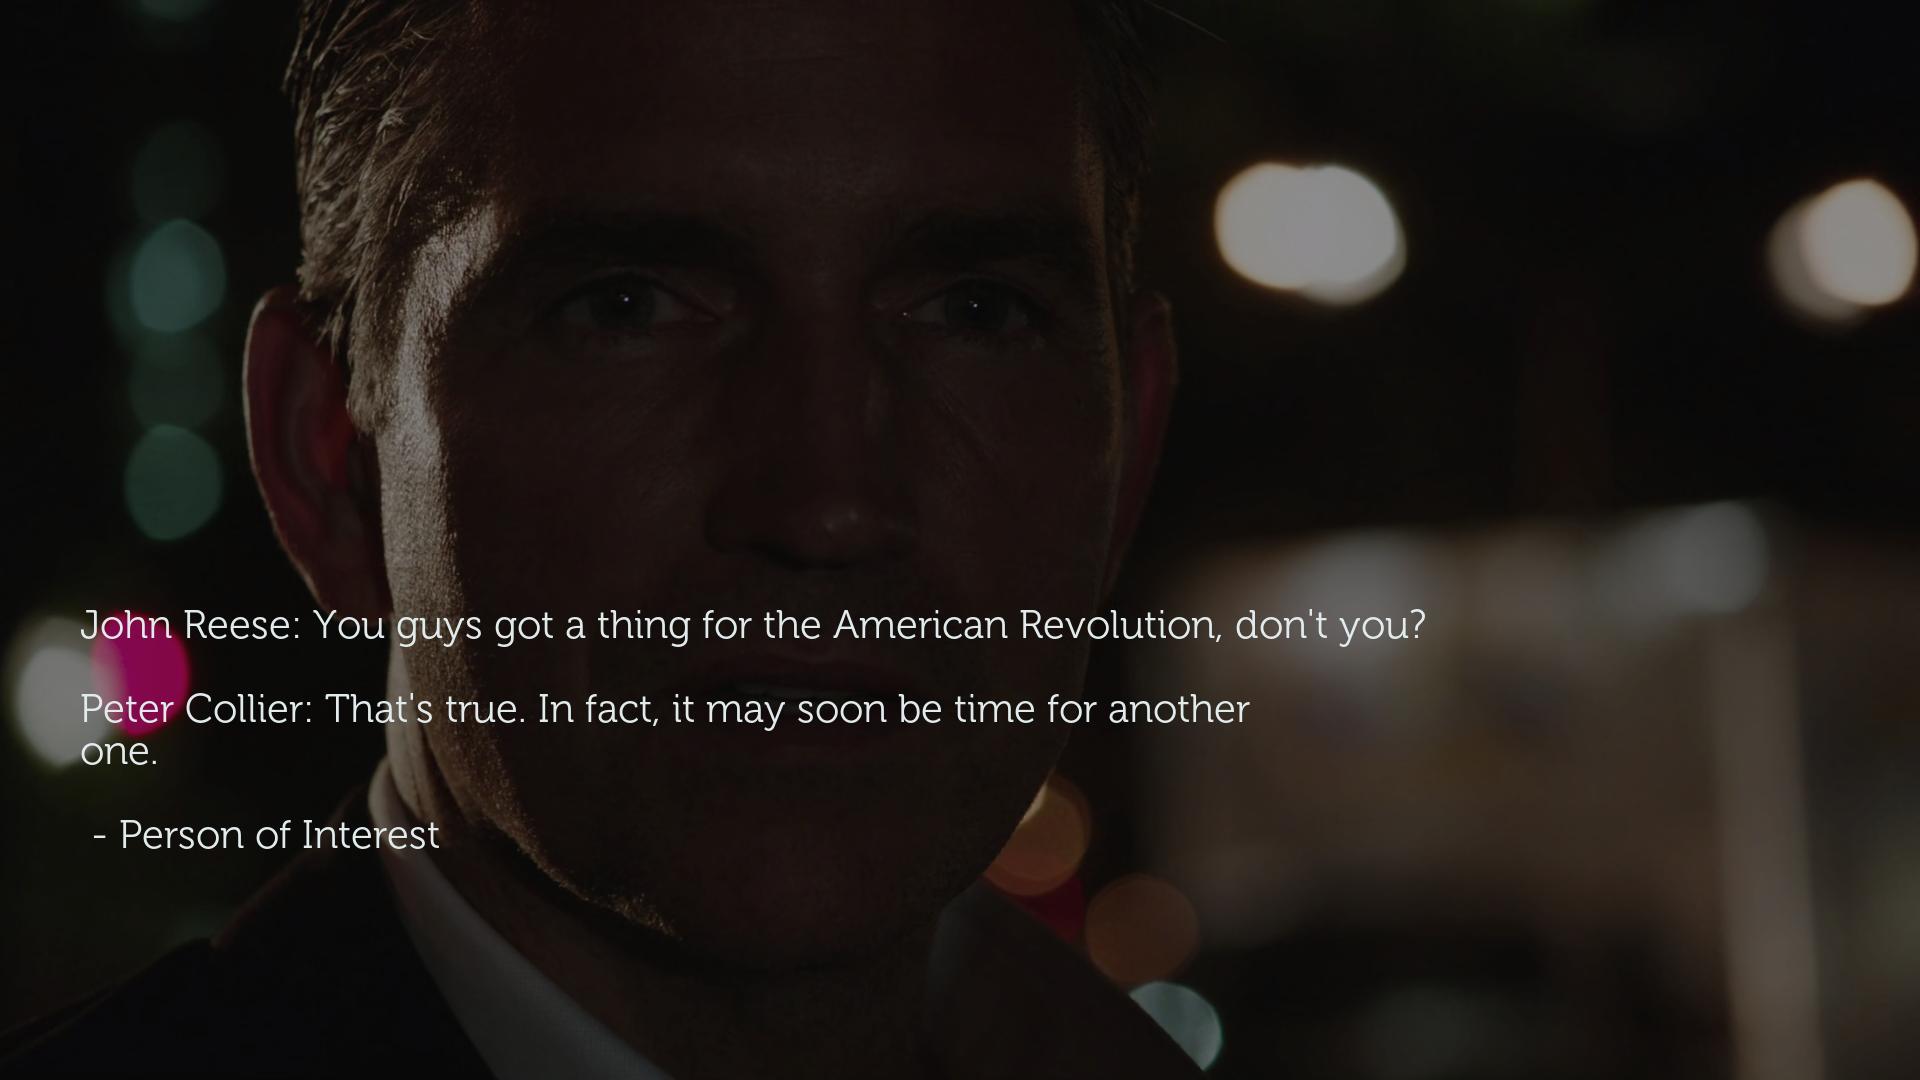 John Reese: You guys got a thing for the American Revolution, don't you?
Peter Collier: That's true. In fact, it may soon be time for another
one.
- Person of Interest